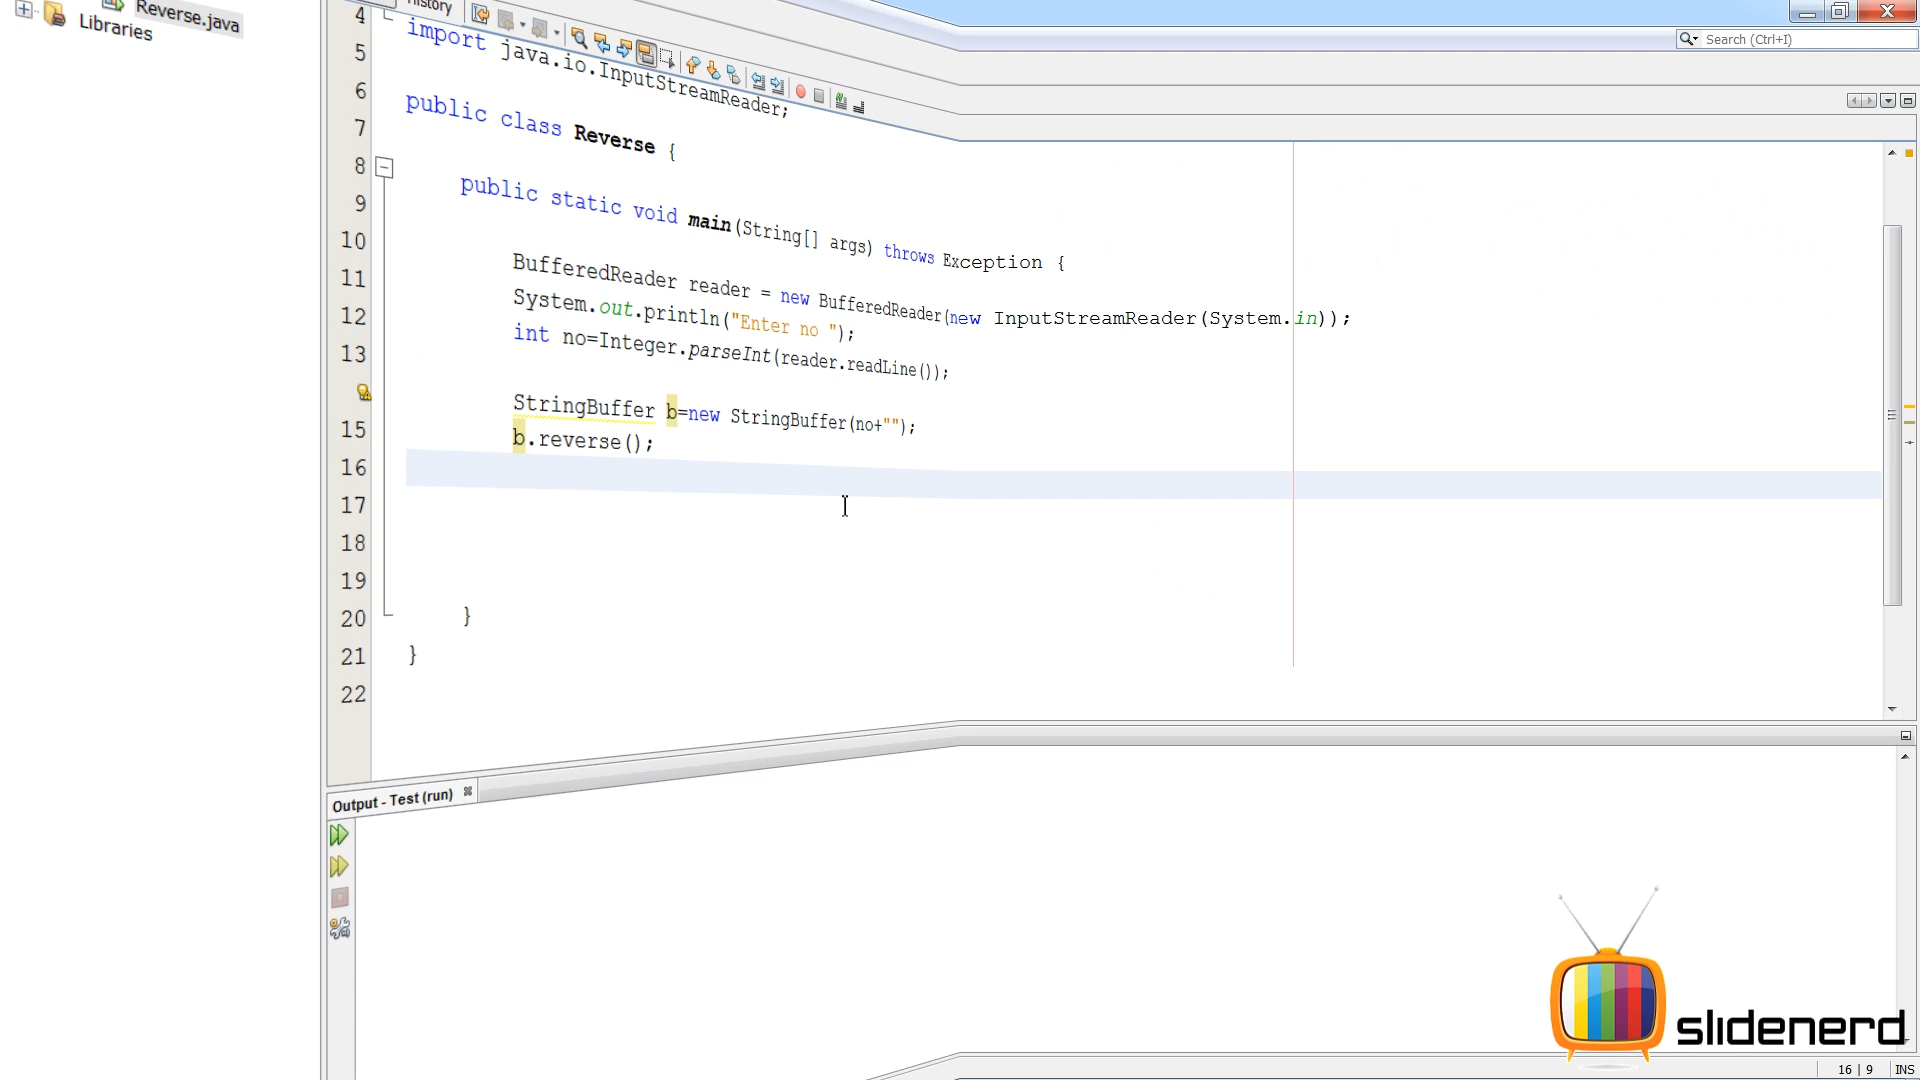 Reverse.java
Libraries
History
Search (Ctrl+I)
4
import java.io.InputStreamReader;
5
6
public class Reverse {
7
8
public static void main(String[] args) throws Exception {
9
10
BufferedReader reader = new BufferedReader(new InputStreamReader(System.in));
11
System.out.println("Enter no ");
12
int no=Integer.parseInt(reader.readLine());
13
StringBuffer b=new StringBuffer(no+"");
15
b.reverse();
16
17
18
19
20
}
21
}
22
Output - Test (run)
slidenerd
16 | 9
INS